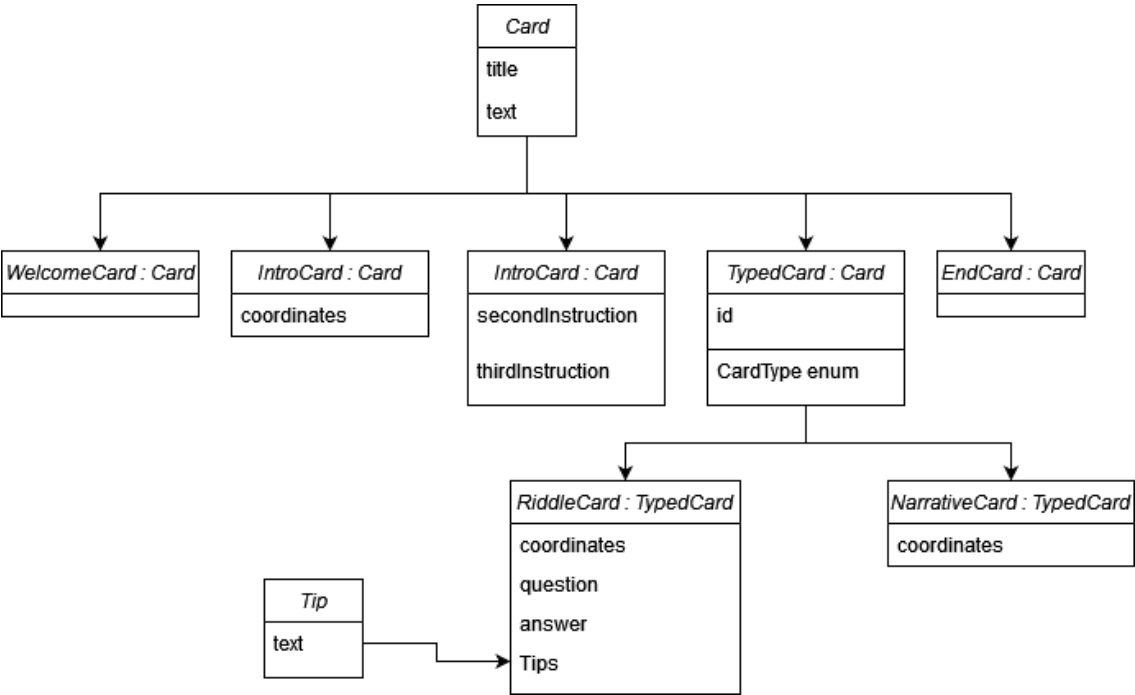 Card
title
text
WelcomeCard : Card
IntroCard : Card
coordinates
IntroCard : Card
secondInstruction
thirdInstruction
TypedCard : Card
id
CardType enum
EndCard : Card
RiddleCard : TypedCard
coordinates
question
answer
Tips
NarrativeCard : TypedCard
coordinates
Tip
text